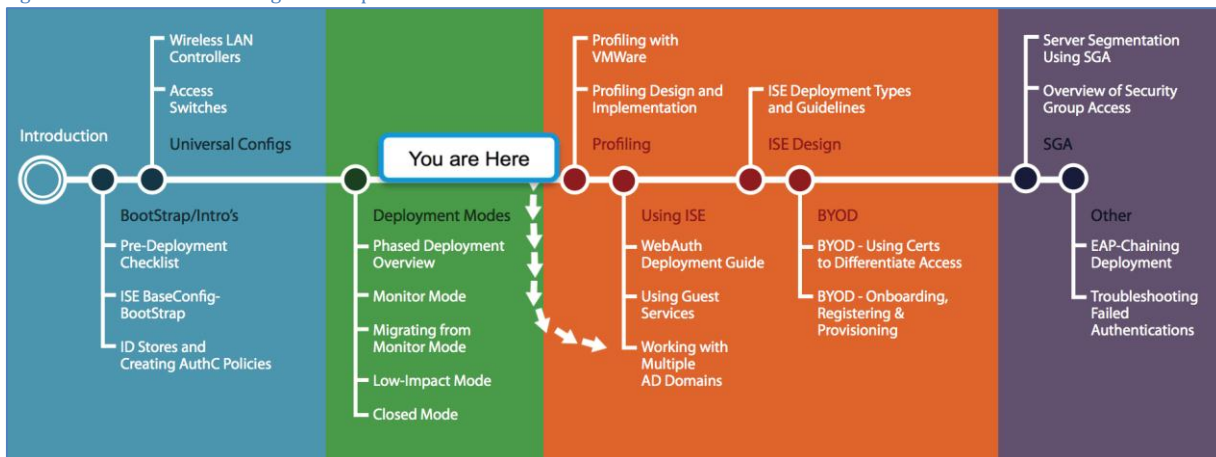 Wireless LAN
Controllers
Access
Switches
Introduction
Universal Configs
BootStrap/Intro's
Pre-Deployment
Checklist
ISE BaseConfig-
BootStrap
ID Stores and
Creating AuthC Policies
You are Here
Deployment Modes
Phased Deployment
Overview
Monitor Mode
Migrating from
Monitor Mode
Low-Impact Mode
Closed Mode
Profiling with
VMWare
Profiling Design and
Implementation
Profiling
ISE Deployment Types
and Guidelines
ISE Design
Using ISE
WebAuth
Deployment Guide
Using Guest
Services
Working with
Multiple
AD Domains
BYOD
BYOD - Using Certs
to Differentiate Access
BYOD - Onboarding,
Registering &
Provisioning
Server Segmentation
Using SGA
Overview of Security
Group Access
SGA
Other
EAP-Chaining
Deployment
Troubleshooting
Failed
Authentications